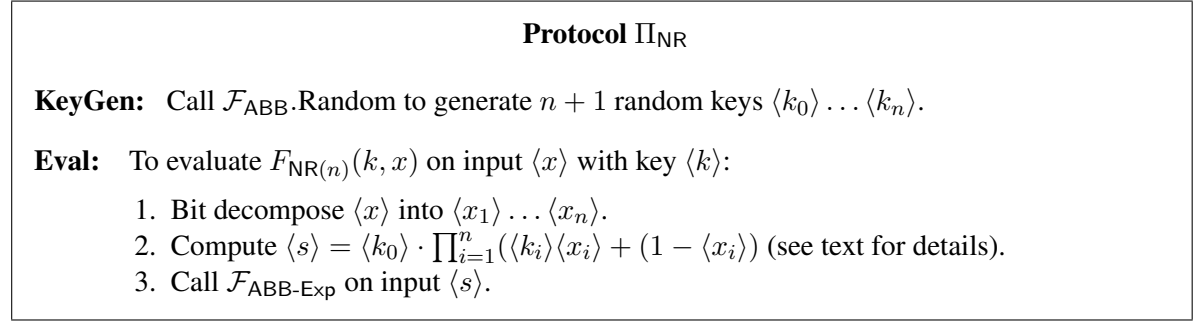 Protocol Π_NR
KeyGen: Call F_ABB.Random to generate n + 1 random keys ⟨k_0⟩ . . . ⟨k_n⟩.
Eval: To evaluate F_NR(n)(k, x) on input ⟨x⟩ with key ⟨k⟩:
1. Bit decompose ⟨x⟩ into ⟨x_1⟩ . . . ⟨x_n⟩.
2. Compute ⟨s⟩ = ⟨k_0⟩ · ∏_{i=1}^{n}(⟨k_i⟩⟨x_i⟩ + (1 − ⟨x_i⟩) (see text for details).
3. Call F_ABB-Exp on input ⟨s⟩.